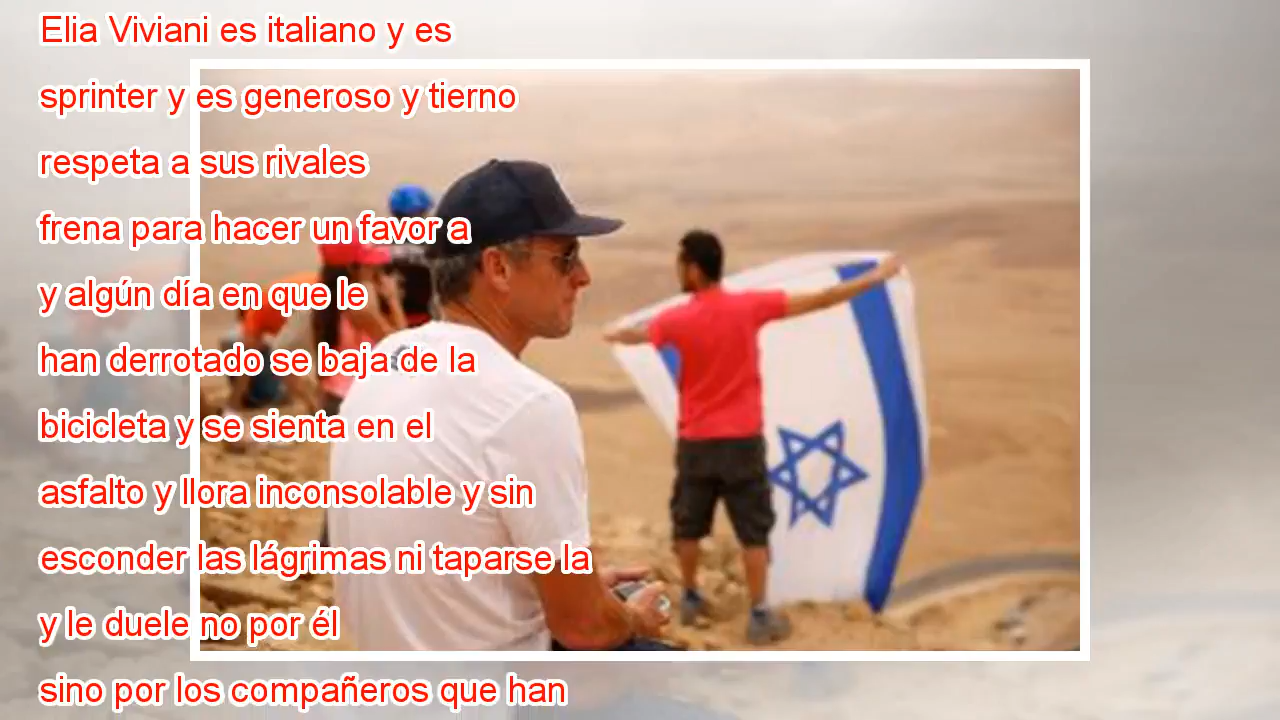 Elia Viviani es italiano y es
sprinter y es generoso y tierno
respeta a sus rivales
frena para hacer un favor a
y algún día en que le
han derrotado se baja de la
bicicleta y se sienta en el
asfalto y llora inconsolable y sin
esconder las lágrimas ni taparse la
y le duele no por él
sino por los compañeros que han